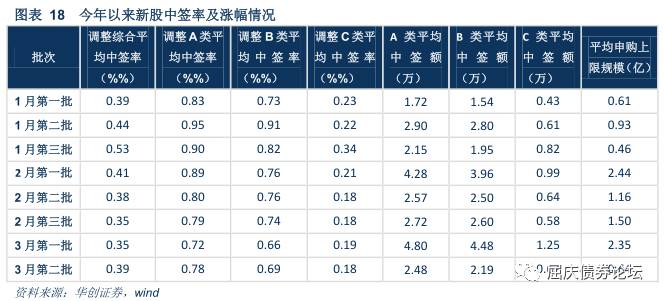 图表 18 今年以来新股中签率及涨幅情况
批次 调整综合平均中签率（%%） 调整A类平均中签率（%%） 调整B类平均中签率（%%） 调整C类平均中签率（%%） A 类平均中签额（万） B 类平均中签额（万） C 类平均中签额（万） 平均申购上限规模（亿）
1月第一批 0.39 0.83 0.73 0.23 1.72 1.54 0.43 0.61
1月第二批 0.44 0.95 0.91 0.22 2.90 2.80 0.61 0.93
1月第三批 0.53 0.90 0.82 0.34 2.15 1.95 0.82 0.46
2月第一批 0.41 0.89 0.76 0.21 4.28 3.96 0.99 2.44
2月第二批 0.38 0.80 0.76 0.18 2.57 2.50 0.64 1.16
2月第三批 0.35 0.79 0.74 0.18 2.72 2.60 0.58 1.50
3月第一批 0.35 0.72 0.66 0.19 4.80 4.48 1.25 2.35
3月第二批 0.39 0.78 0.69 0.18 2.48 2.19
屈庆债券论坛
资料来源：华创证券，wind